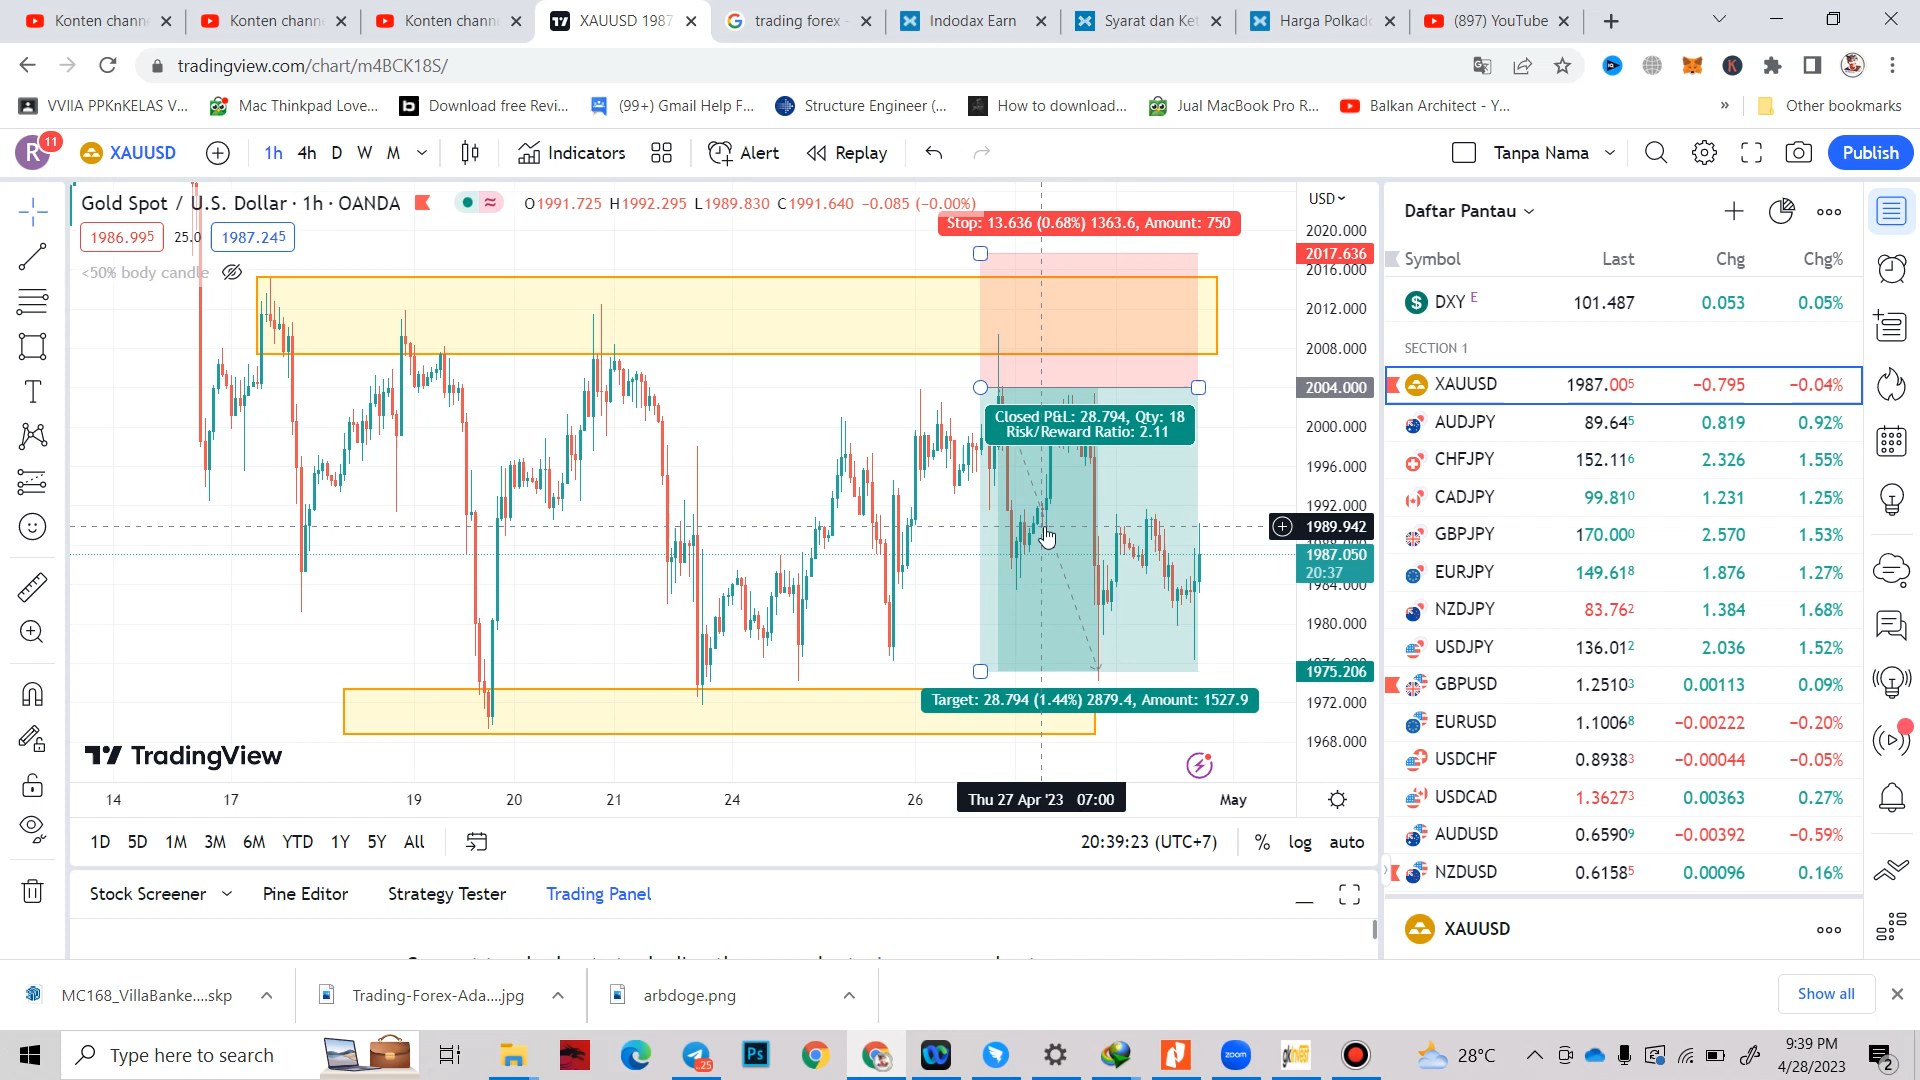 Konten chann
Konten chann
Konten chann
XAUUSD 1987
trading forex -
Indodax Earn
Syarat dan Ket
Harga Polkado
(897) YouTube
tradingview.com/chart/m4BCK18S/
VVIIA PPKnKELAS V...
Mac Thinkpad Love...
Download free Revi...
(99+) Gmail Help F...
Structure Engineer (...
How to download...
Jual MacBook Pro R...
Balkan Architect - Y...
»
Other bookmarks
R
11
XAUUSD
1h
4h
D
W
M
Indicators
Alert
Replay
Tanpa Nama
Publish
Gold Spot / U.S. Dollar · 1h · OANDA
O1991.725 H1992.295 L1989.830 C1991.640 −0.085 (−0.00%)
1986.995
25.0
1987.245
<50% body candle
Stop: 13.636 (0.68%) 1363.6, Amount: 750
Closed P&L: 28.794, Qty: 18
Risk/Reward Ratio: 2.11
Target: 28.794 (1.44%) 2879.4, Amount: 1527.9
USD
2020.000
2017.636
2016.000
2012.000
2008.000
2004.000
2000.000
1996.000
1992.000
1989.942
1987.050
20:37
1984.000
1980.000
1975.206
1972.000
1968.000
TradingView
14
17
19
20
21
24
26
Thu 27 Apr '23 07:00
May
1D
5D
1M
3M
6M
YTD
1Y
5Y
All
20:39:23 (UTC+7)
%
log
auto
Stock Screener
Pine Editor
Strategy Tester
Trading Panel
Daftar Pantau
Symbol Last Chg Chg%
DXY E 101.487 0.053 0.05%
SECTION 1
XAUUSD 1987.005 −0.795 −0.04%
AUDJPY 89.645 0.819 0.92%
CHFJPY 152.116 2.326 1.55%
CADJPY 99.810 1.231 1.25%
GBPJPY 170.000 2.570 1.53%
EURJPY 149.618 1.876 1.27%
NZDJPY 83.762 1.384 1.68%
USDJPY 136.012 2.036 1.52%
GBPUSD 1.25103 0.00113 0.09%
EURUSD 1.10068 −0.00222 −0.20%
USDCHF 0.89383 −0.00044 −0.05%
USDCAD 1.36273 0.00363 0.27%
AUDUSD 0.65909 −0.00392 −0.59%
NZDUSD 0.61585 0.00096 0.16%
XAUUSD
MC168_VillaBanke....skp
Trading-Forex-Ada....jpg
arbdoge.png
Show all
Type here to search
Ps
25
zoom
28°C
9:39 PM
4/28/2023
2